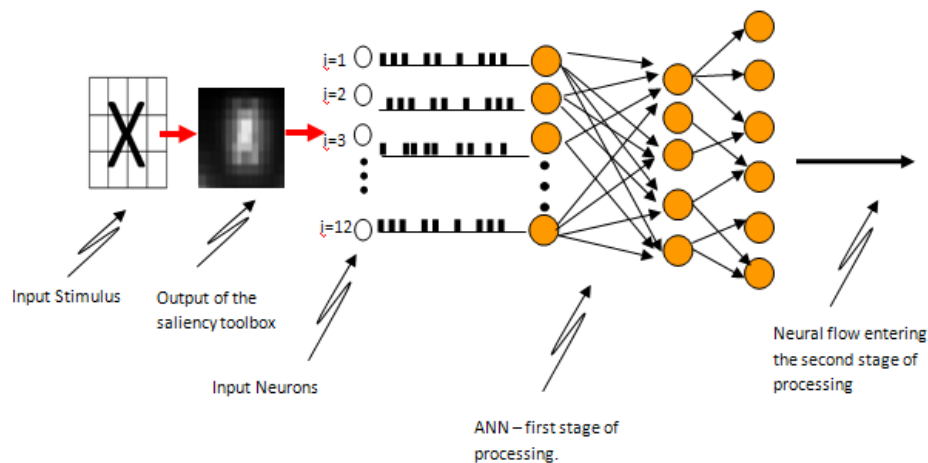 X
j=1
j=2
j=3
j=12
Input Stimulus
Output of the
saliency toolbox
Input Neurons
ANN – first stage of
processing.
Neural flow entering
the second stage of
processing